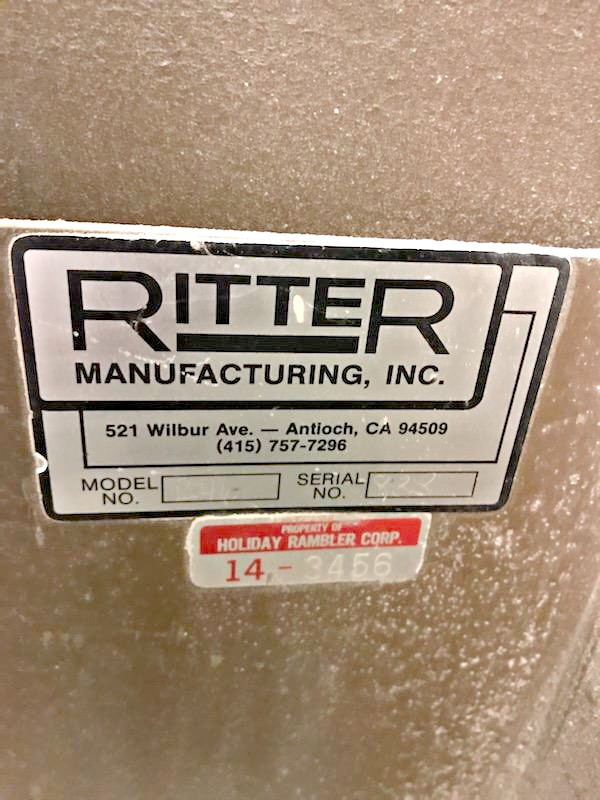 RITTER
MANUFACTURING, INC.
521 Wilbur Ave. — Antioch, CA 94509
(415) 757-7296
MODEL NO.
SERIAL NO.
PROPERTY OF
HOLIDAY RAMBLER CORP.
14 - 3456